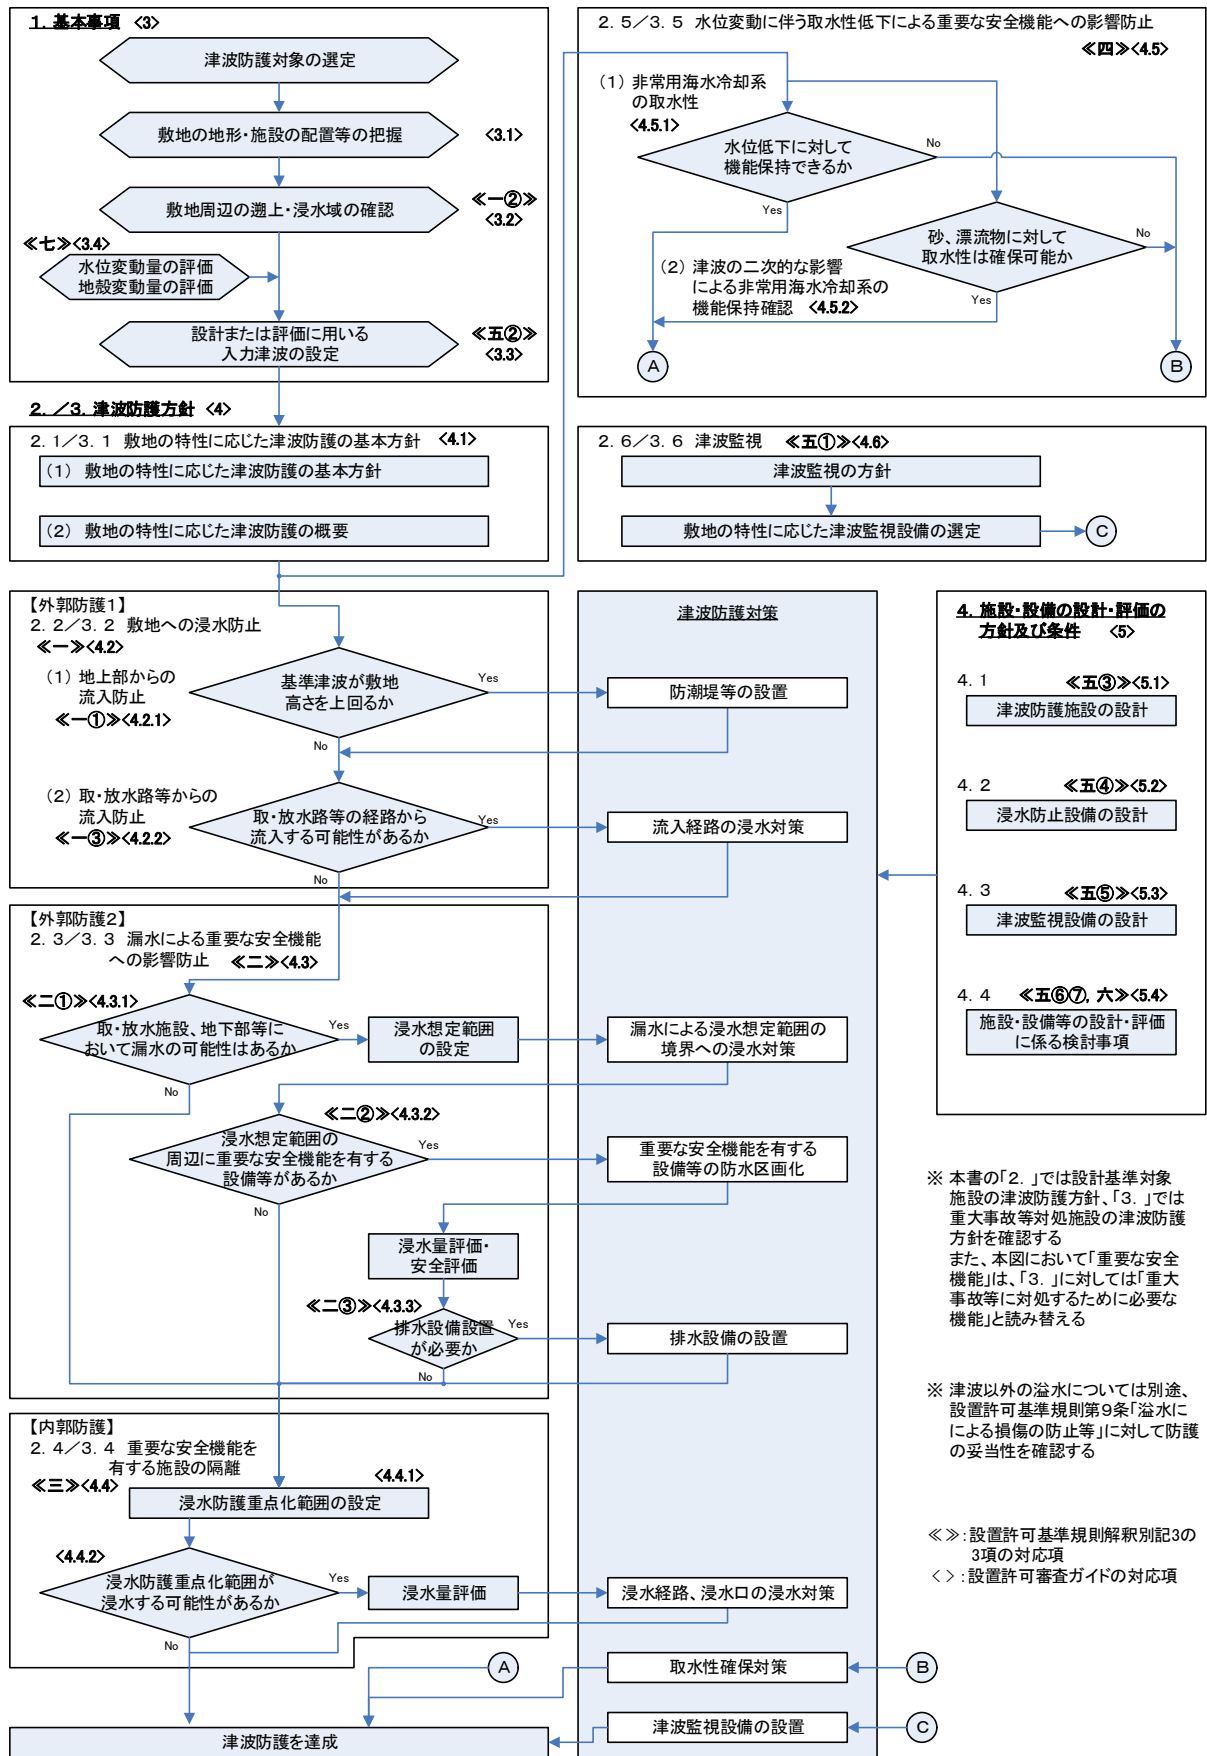 1. 基本事項 <3>
津波防護対象の選定
敷地の地形・施設の配置等の把握
<3.1>
敷地周辺の遡上・浸水域の確認
≪一②≫
<3.2>
≪七≫<3.4>
水位変動量の評価
地殻変動量の評価
設計または評価に用いる
入力津波の設定
≪五②≫
<3.3>
2．／3．津波防護方針 <4>
2．1／3．1 敷地の特性に応じた津波防護の基本方針 <4.1>
(1) 敷地の特性に応じた津波防護の基本方針
(2) 敷地の特性に応じた津波防護の概要
2．5／3．5 水位変動に伴う取水性低下による重要な安全機能への影響防止
≪四≫<4.5>
(1) 非常用海水冷却系
の取水性
<4.5.1>
水位低下に対して
機能保持できるか
No
Yes
砂、漂流物に対して
取水性は確保可能か
No
Yes
(2) 津波の二次的な影響
による非常用海水冷却系の
機能保持確認 <4.5.2>
A
B
2．6／3．6 津波監視 ≪五①≫<4.6>
津波監視の方針
敷地の特性に応じた津波監視設備の選定
C
【外郭防護1】
2．2／3．2 敷地への浸水防止
≪一≫<4.2>
(1) 地上部からの
流入防止
≪一①≫<4.2.1>
基準津波が敷地
高さを上回るか
Yes
No
(2) 取・放水路等からの
流入防止
≪一③≫<4.2.2>
取・放水路等の経路から
流入する可能性があるか
Yes
No
津波防護対策
防潮堤等の設置
流入経路の浸水対策
4．施設・設備の設計・評価の
方針及び条件 <5>
4．1 ≪五③≫<5.1>
津波防護施設の設計
4．2 ≪五④≫<5.2>
浸水防止設備の設計
4．3 ≪五⑤≫<5.3>
津波監視設備の設計
4．4 ≪五⑥⑦, 六≫<5.4>
施設・設備等の設計・評価
に係る検討事項
【外郭防護2】
2．3／3．3 漏水による重要な安全機能
への影響防止 ≪二≫<4.3>
≪二①≫<4.3.1>
取・放水施設、地下部等に
おいて漏水の可能性はあるか
Yes
No
浸水想定範囲
の設定
漏水による浸水想定範囲の
境界への浸水対策
≪二②≫<4.3.2>
浸水想定範囲の
周辺に重要な安全機能を有する
設備等があるか
Yes
No
重要な安全機能を有する
設備等の防水区画化
浸水量評価・
安全評価
≪二③≫<4.3.3>
排水設備設置
が必要か
Yes
No
排水設備の設置
【内郭防護】
2．4／3．4 重要な安全機能を
有する施設の隔離
≪三≫<4.4>
<4.4.1>
浸水防護重点化範囲の設定
<4.4.2>
浸水防護重点化範囲が
浸水する可能性があるか
Yes
No
浸水量評価
浸水経路、浸水口の浸水対策
A
取水性確保対策
B
津波防護を達成
津波監視設備の設置
C
※ 本書の「2．」では設計基準対象
施設の津波防護方針、「3．」では
重大事故等対処施設の津波防護
方針を確認する
また、本図において「重要な安全
機能」は、「3．」に対しては「重大
事故等に対処するために必要な
機能」と読み替える
※ 津波以外の溢水については別途、
設置許可基準規則第9条「溢水に
による損傷の防止等」に対して防護
の妥当性を確認する
≪ ≫：設置許可基準規則解釈別記3の
3項の対応項
< >：設置許可審査ガイドの対応項